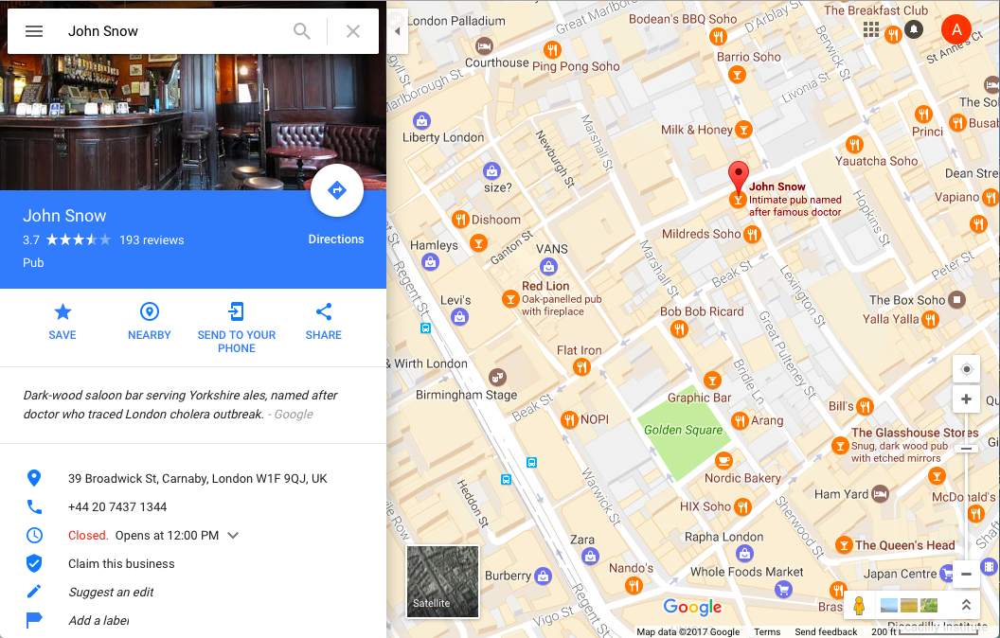 John Snow
John Snow
3.7
193 reviews
Pub
Directions
SAVE
NEARBY
SEND TO YOUR
PHONE
SHARE
Dark-wood saloon bar serving Yorkshire ales, named after
doctor who traced London cholera outbreak. - Google
39 Broadwick St, Carnaby, London W1F 9QJ, UK
+44 20 7437 1344
Closed. Opens at 12:00 PM
Claim this business
Suggest an edit
Add a label
London Palladium
Great Marlborough
Bodean's BBQ Soho
The Breakfast Club
A
Courthouse
Ping Pong Soho
Barrio Soho
Berwick St
St Anne's Ct
Marlborough St
Livonia St
Liberty London
Milk & Honey
Marshall St
Newburgh St
Princi
Yauatcha Soho
Dean Stre
size?
John Snow
Intimate pub named
after famous doctor
Hopkins St
Vapiano
Dishoom
Mildreds Soho
Ganton St
Hamleys
VANS
Marshall St
Lexington St
Peter St
Regent St
Beak St
Red Lion
Oak-panelled pub
with fireplace
Levi's
The Box Soho
Bob Bob Ricard
Yalla Yalla
Great Pulteney St
Flat Iron
& Wirth London
Bridle Ln
Birmingham Stage
Graphic Bar
Beak St
Bill's
NOPI
Golden Square
Arang
The Glasshouse Stores
Snug, dark wood pub
with etched mirrors
Nordic Bakery
Warwick St
Heddon St
Ham Yard
McDonald's
HIX Soho
Sherwood St
Zara
Rapha London
The Queen's Head
Burberry
Nando's
Whole Foods Market
Japan Centre
Satellite
Regent St
Vigo St
Google
Piccadilly Institute
Map data ©2017 Google
Terms
Send feedback
200 ft